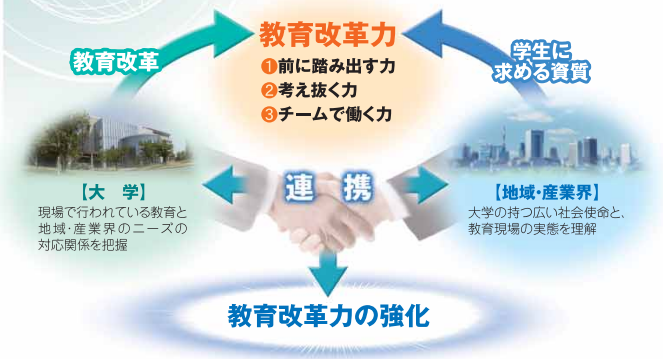 教育改革力
❶前に踏み出す力
❷考え抜く力
❸チームで働く力
教育改革
学生に
求める資質
連　携
【大　学】
現場で行われている教育と
地域・産業界のニーズの
対応関係を把握
【地域・産業界】
大学の持つ広い社会使命と、
教育現場の実態を理解
教育改革力の強化